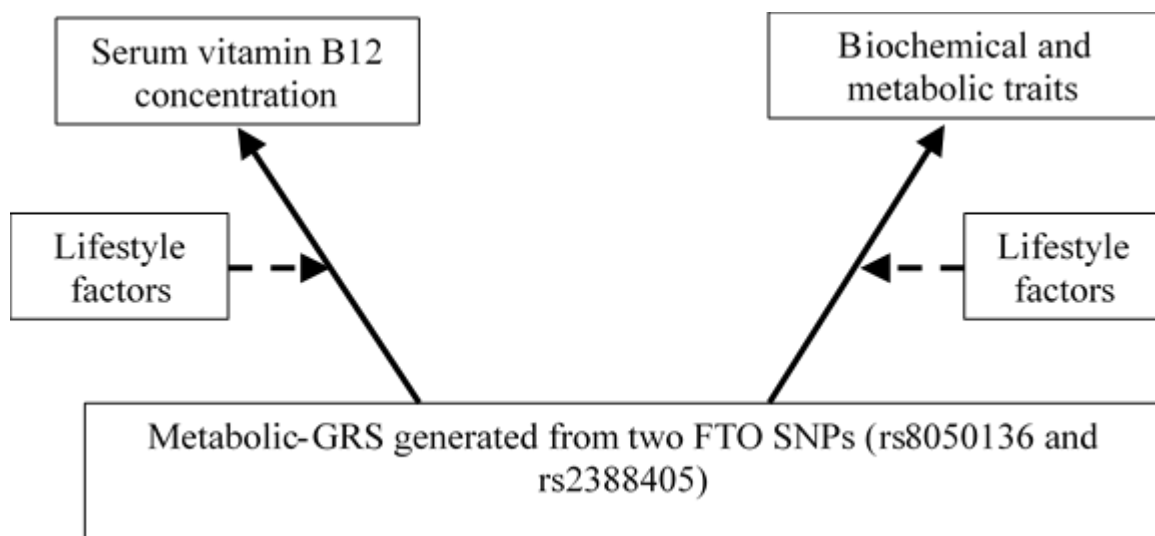 Serum vitamin B12
concentration
Biochemical and
metabolic traits
Lifestyle
factors
Lifestyle
factors
Metabolic-GRS generated from two FTO SNPs (rs8050136 and
rs2388405)